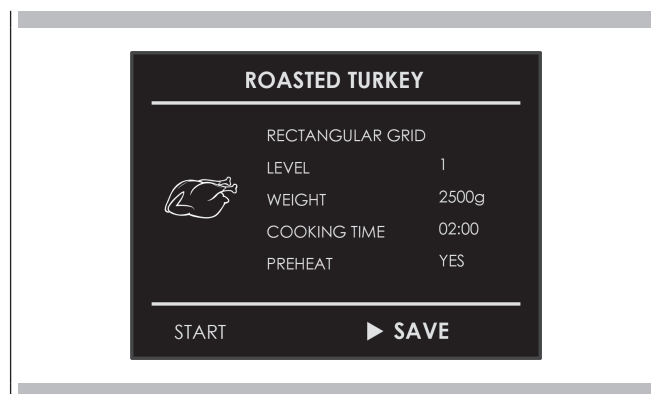 ROASTED TURKEY
RECTANGULAR GRID
LEVEL 1
WEIGHT 2500g
COOKING TIME 02:00
PREHEAT YES
START ▶ SAVE